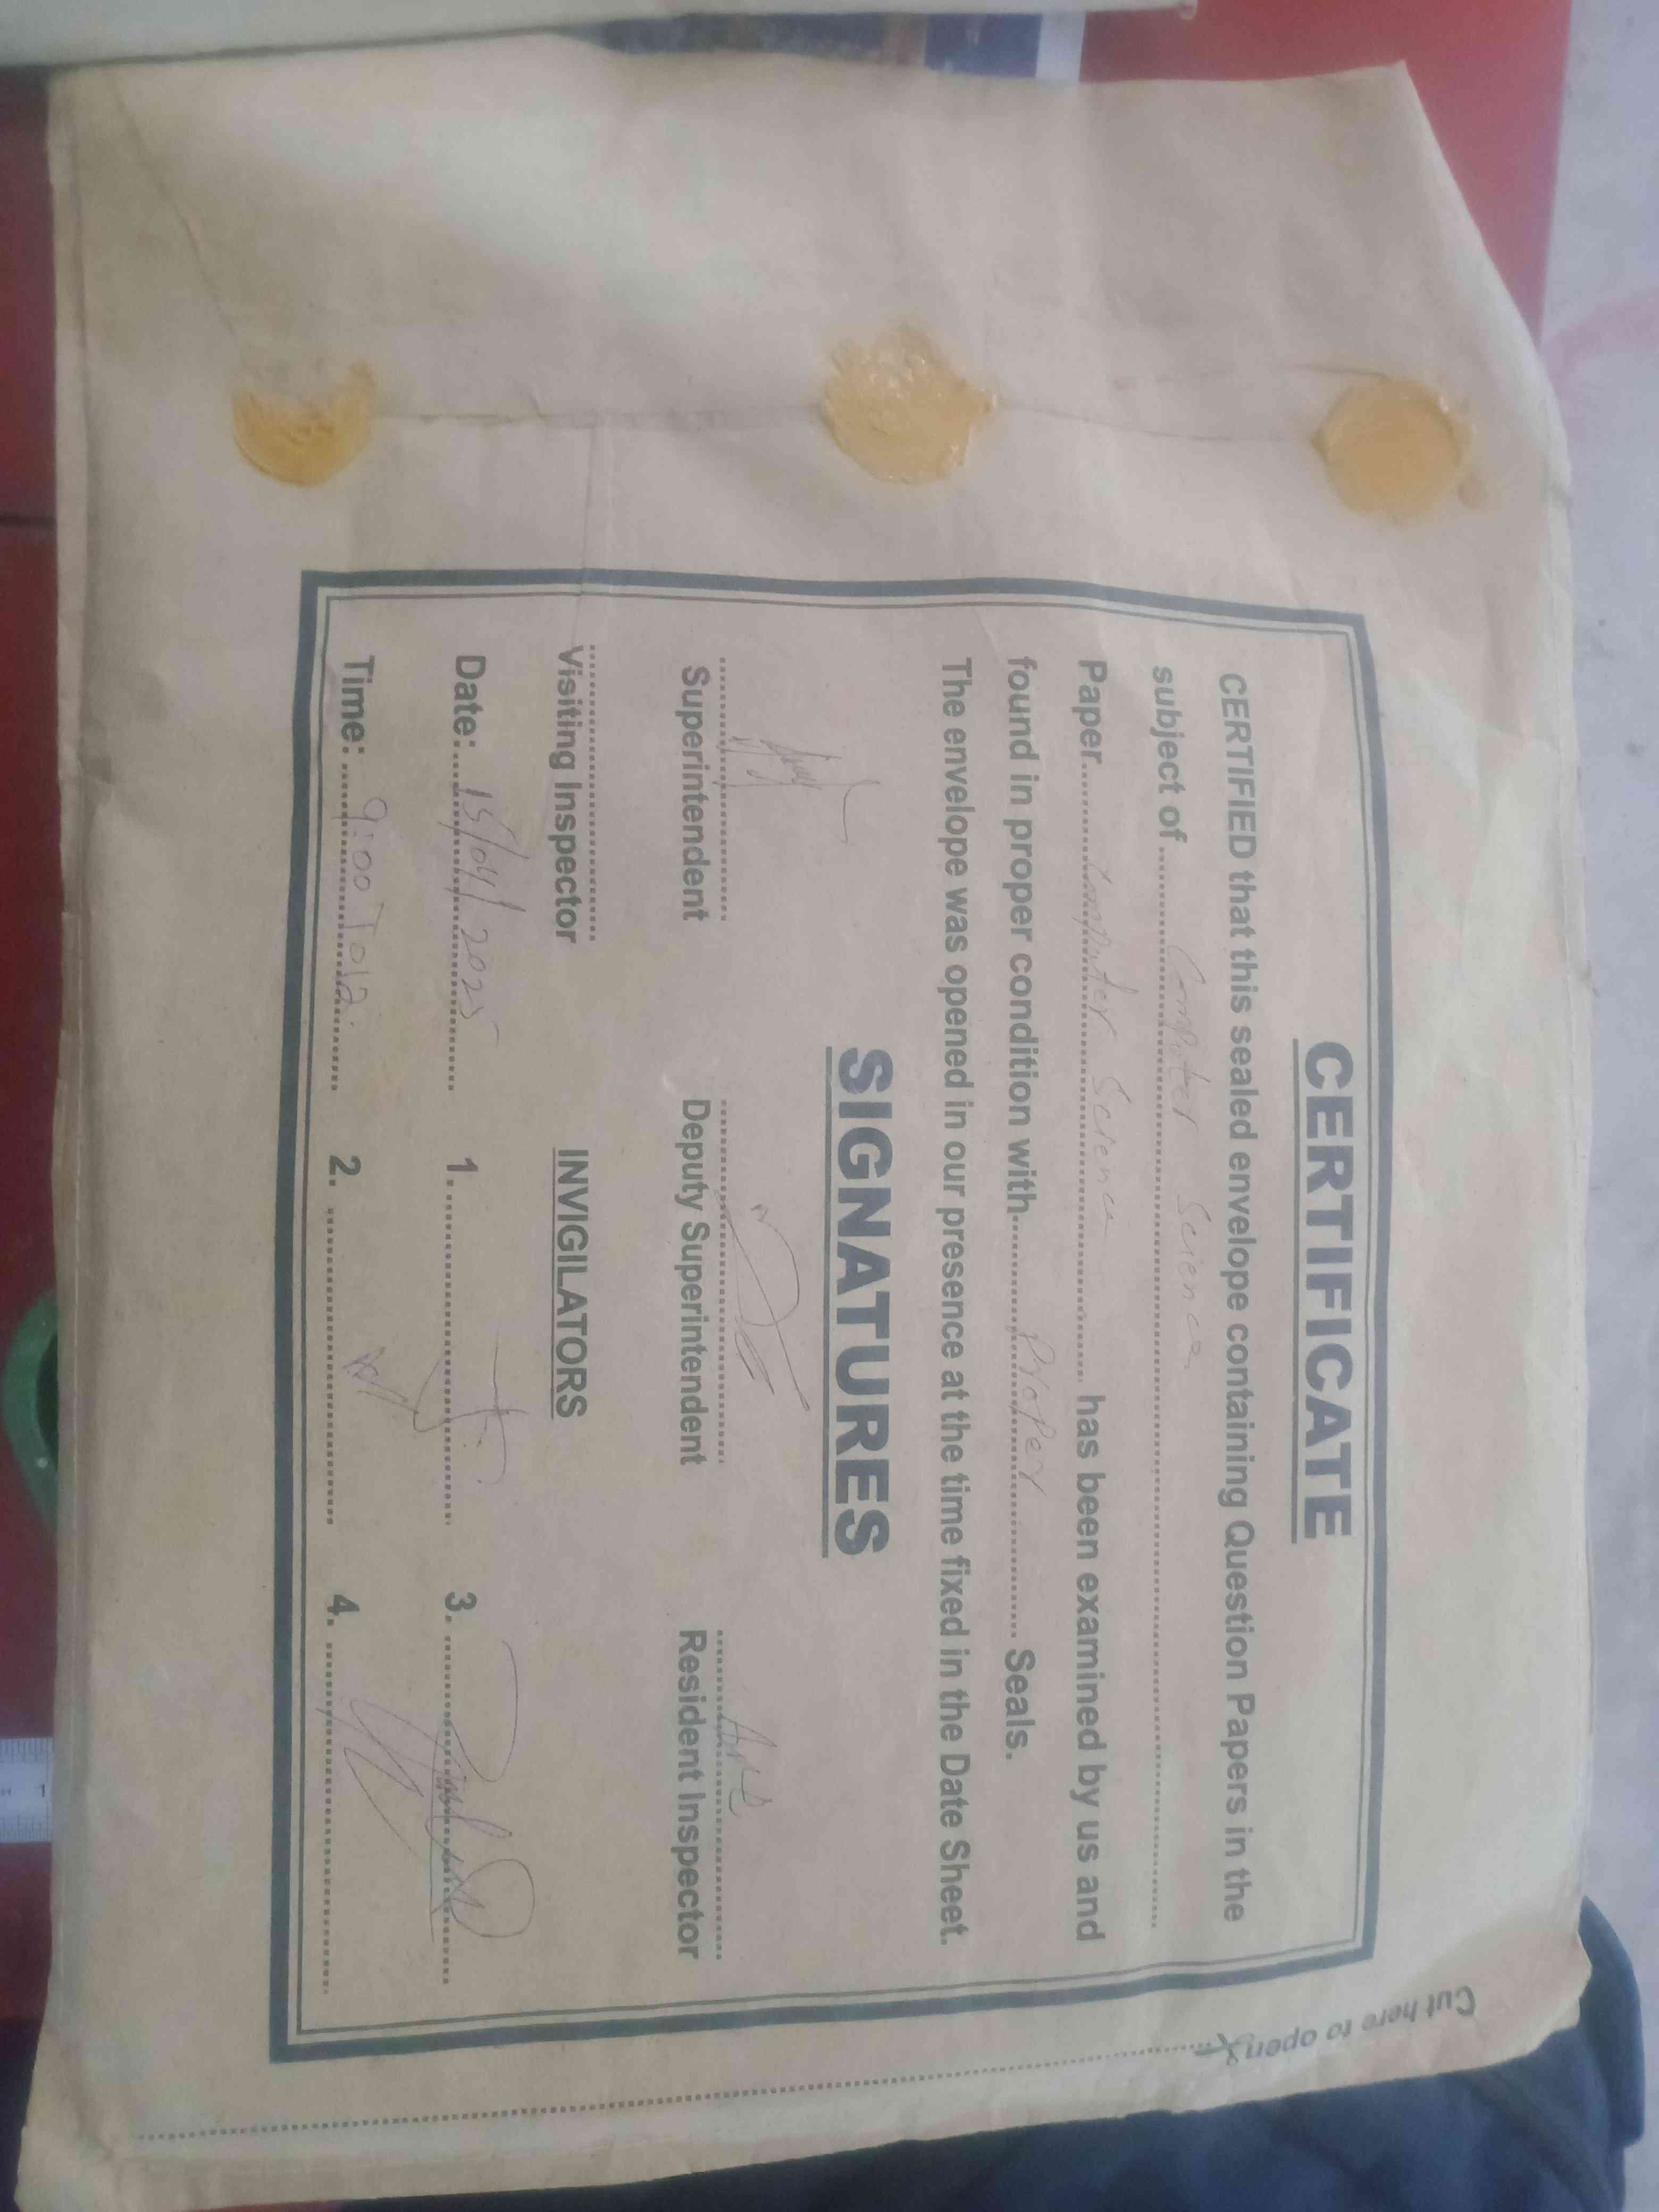 CERTIFICATE
CERTIFIED that this sealed envelope containing Question Papers in the
subject of Computer Science
Paper Computer Science has been examined by us and
found in proper condition with Proper Seals.
The envelope was opened in our presence at the time fixed in the Date Sheet.
SIGNATURES
Superintendent Deputy Superintendent Resident Inspector
Visiting Inspector INVIGILATORS
Date: 15/04/2025 1. 3.
Time: 9:00 To 12 2. 4.
Cut here to open